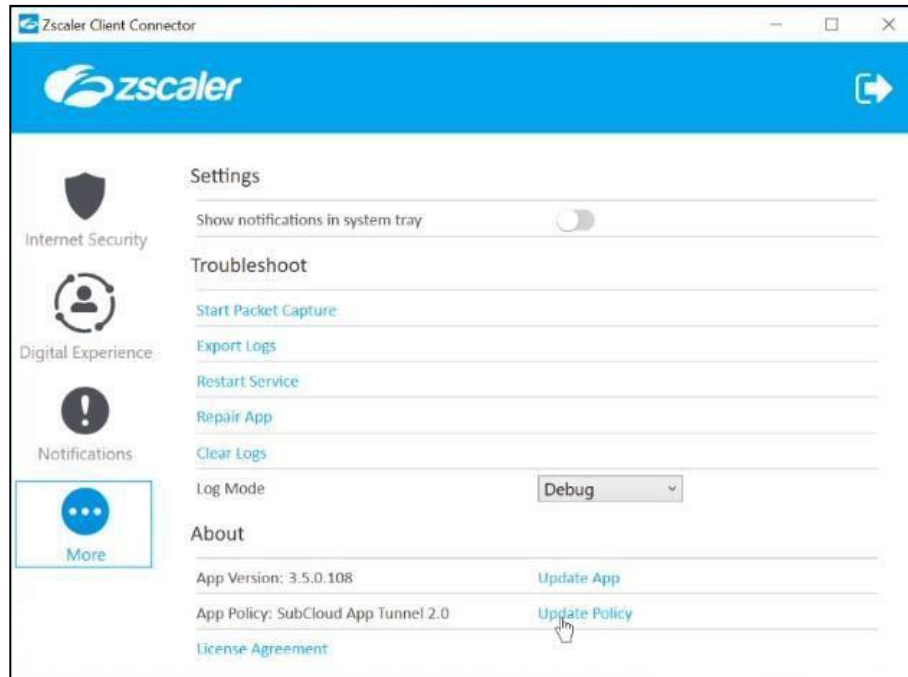 Zscaler Client Connector
zscaler
Internet Security
Digital Experience
Notifications
More
Settings
Show notifications in system tray
Troubleshoot
Start Packet Capture
Export Logs
Restart Service
Repair App
Clear Logs
Log Mode Debug
About
App Version: 3.5.0.108 Update App
App Policy: SubCloud App Tunnel 2.0 Update Policy
License Agreement